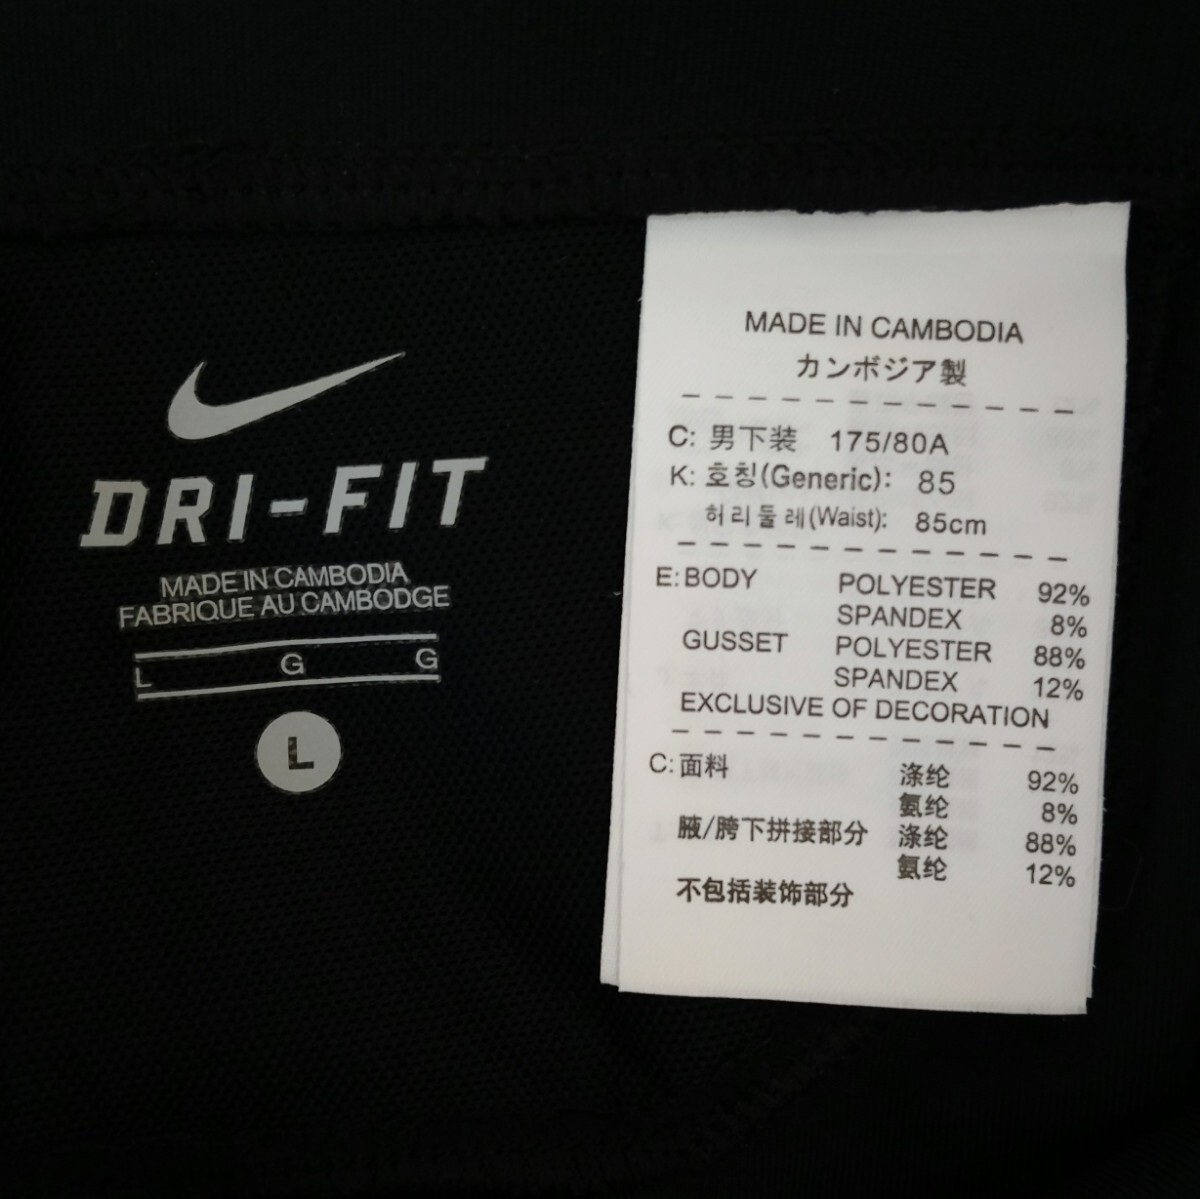 DRI-FIT
MADE IN CAMBODIA
FABRIQUE AU CAMBODGE
L G G
L
MADE IN CAMBODIA
カンボジア製
C: 男下装 175/80A
K: 호칭(Generic): 85
허리둘레(Waist): 85cm
E: BODY POLYESTER 92%
SPANDEX 8%
GUSSET POLYESTER 88%
SPANDEX 12%
EXCLUSIVE OF DECORATION
C: 面料 涤纶 92%
氨纶 8%
腋/胯下拼接部分 涤纶 88%
氨纶 12%
不包括装饰部分